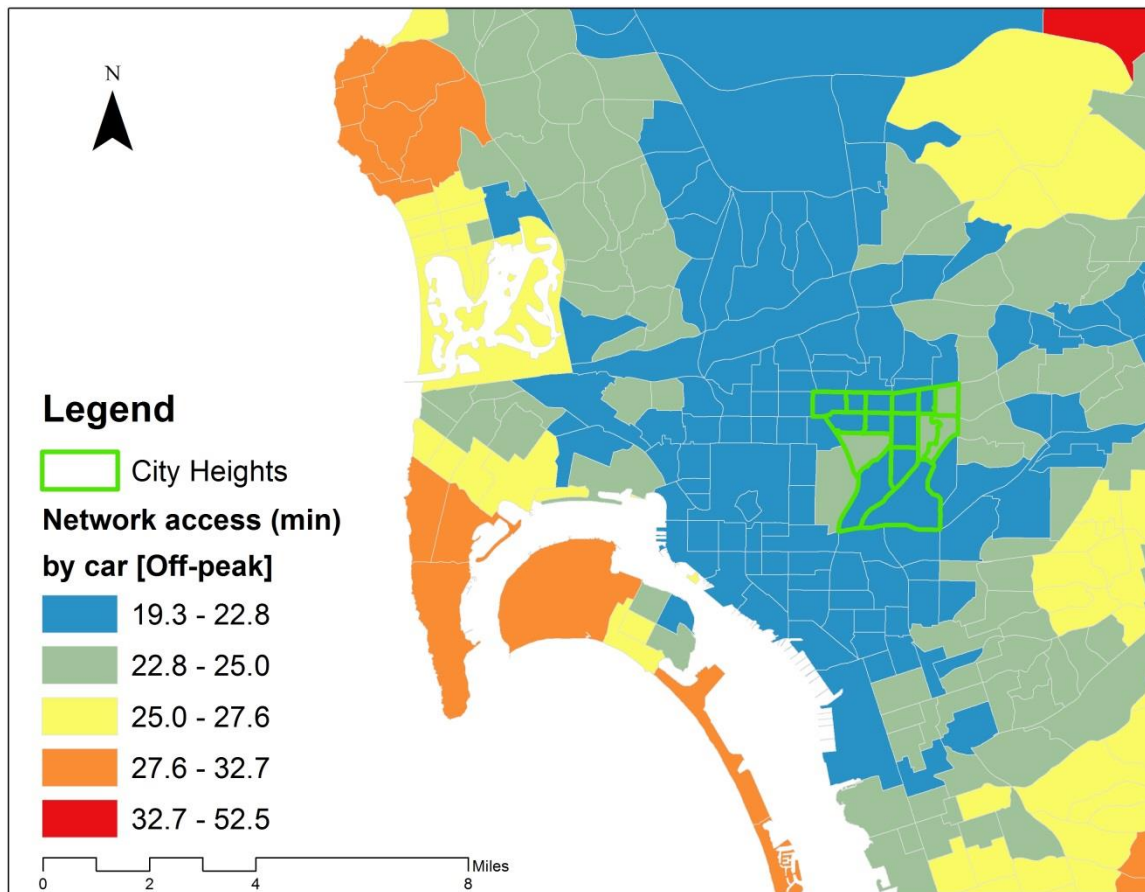 N
Legend
City Heights
Network access (min)
by car [Off-peak]
19.3 - 22.8
22.8 - 25.0
25.0 - 27.6
27.6 - 32.7
32.7 - 52.5
Miles
0 2 4 8